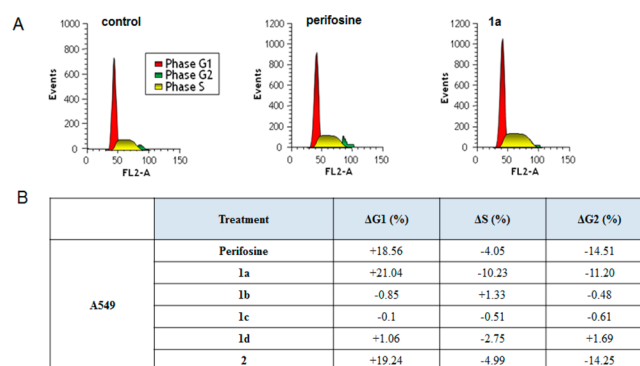 A
control
perifosine
1a
1000
800
600
400
200
0
Events
0 50 100 150
FL2-A
Phase G1
Phase G2
Phase S
1200
1000
800
600
400
200
0
Events
0 50 100 150
FL2-A
1200
1000
800
600
400
200
0
Events
0 50 100 150
FL2-A
B
Treatment ΔG1 (%) ΔS (%) ΔG2 (%)
A549
Perifosine +18.56 -4.05 -14.51
1a +21.04 -10.23 -11.20
1b -0.85 +1.33 -0.48
1c -0.1 -0.51 -0.61
1d +1.06 -2.75 +1.69
2 +19.24 -4.99 -14.25